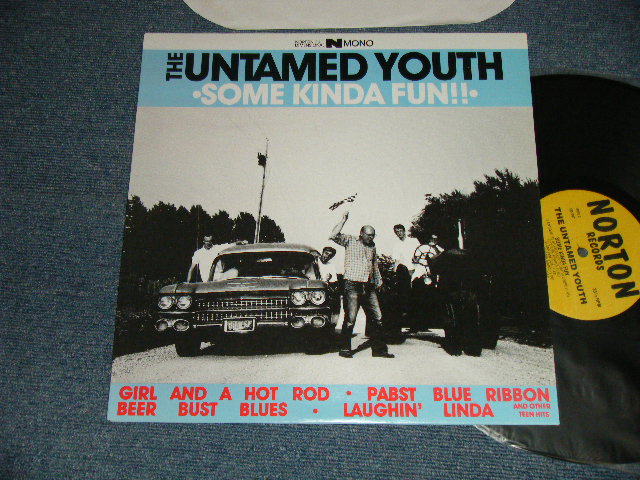 N MONO
THE UNTAMED YOUTH
•SOME KINDA FUN!!•
GIRL AND A HOT ROD • PABST BLUE RIBBON
BEER BUST BLUES • LAUGHIN' LINDA AND OTHER TEEN HITS
NORTON
RECORDS
THE UNTAMED YOUTH